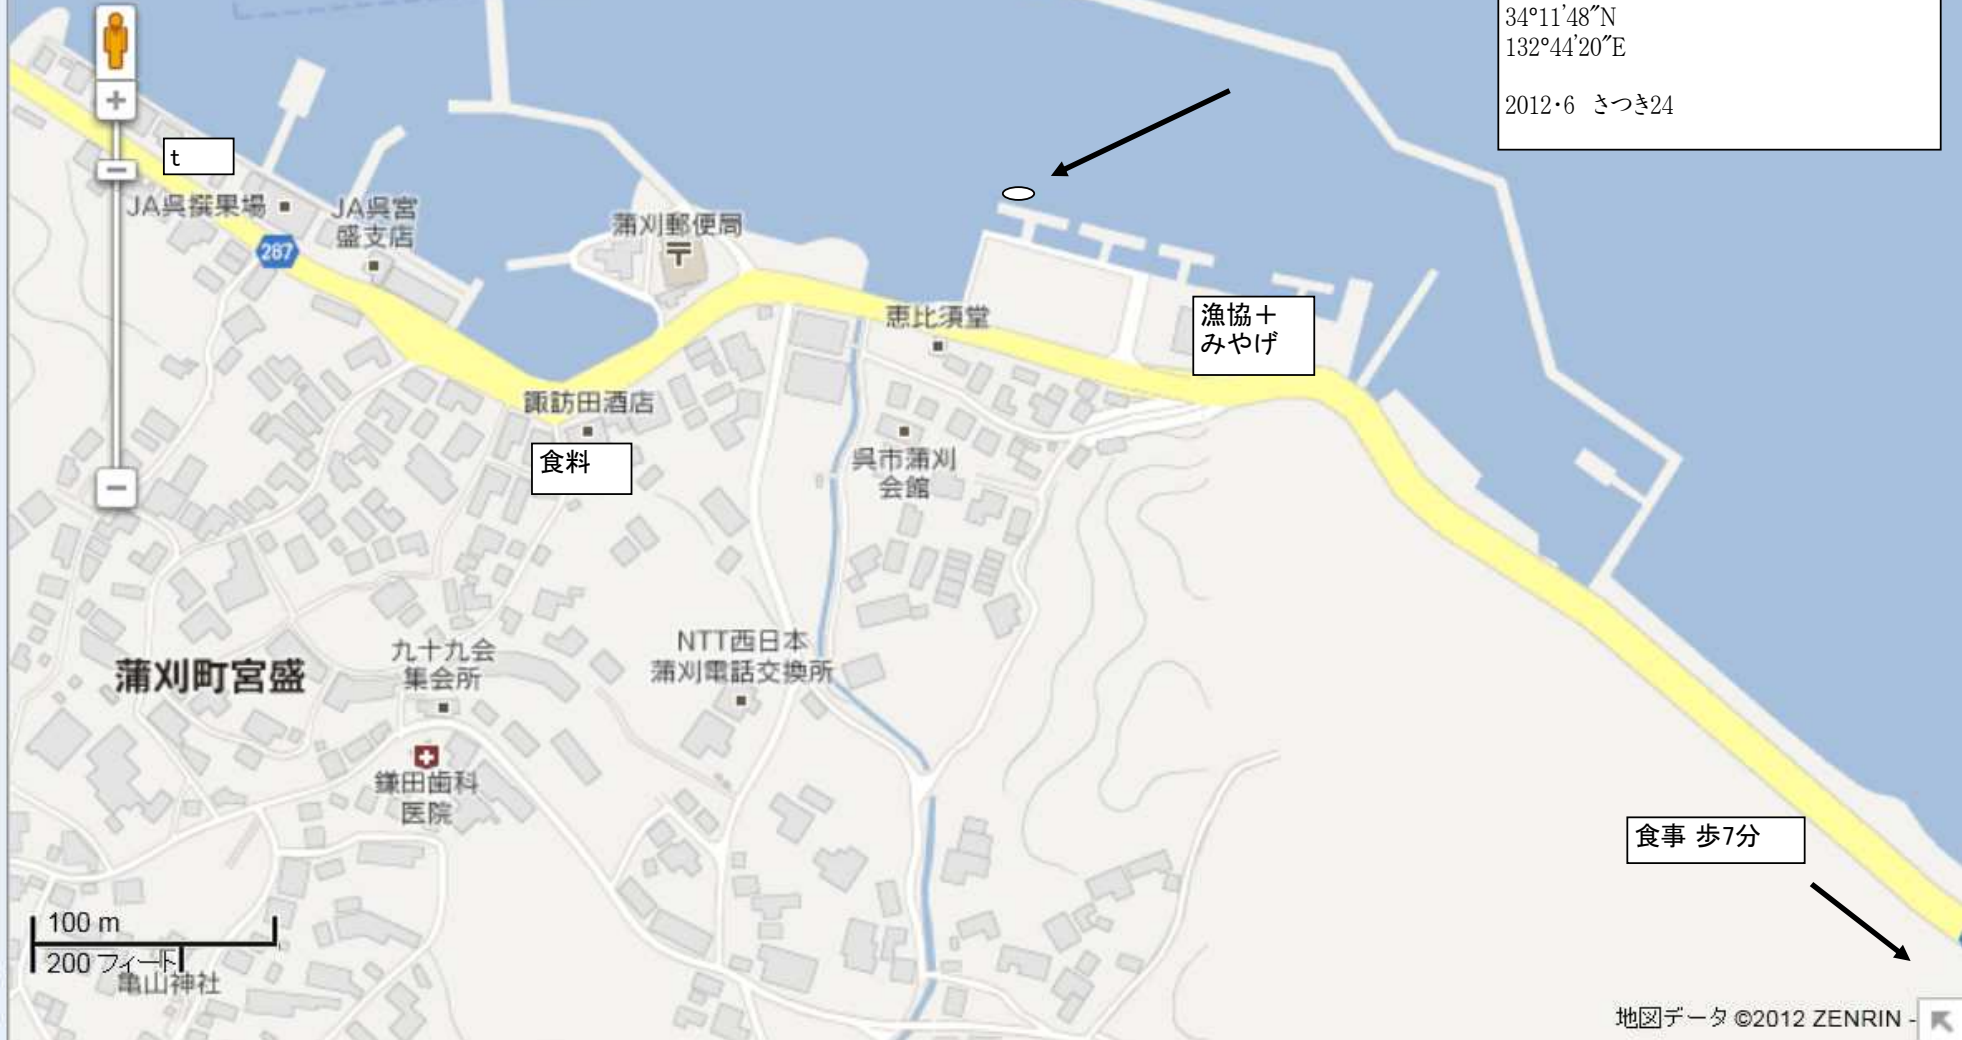 34°11’48”N
132°44’20”E
2012・6　さつき24
t
JA呉撰果場
JA呉宮
盛支店
287
蒲刈郵便局
恵比須堂
漁協＋
みやげ
諏訪田酒店
食料
呉市蒲刈
会館
九十九会
集会所
NTT西日本
蒲刈電話交換所
蒲刈町宮盛
鎌田歯科
医院
食事 歩7分
100 m
200 フィート
亀山神社
地図データ ©2012 ZENRIN -